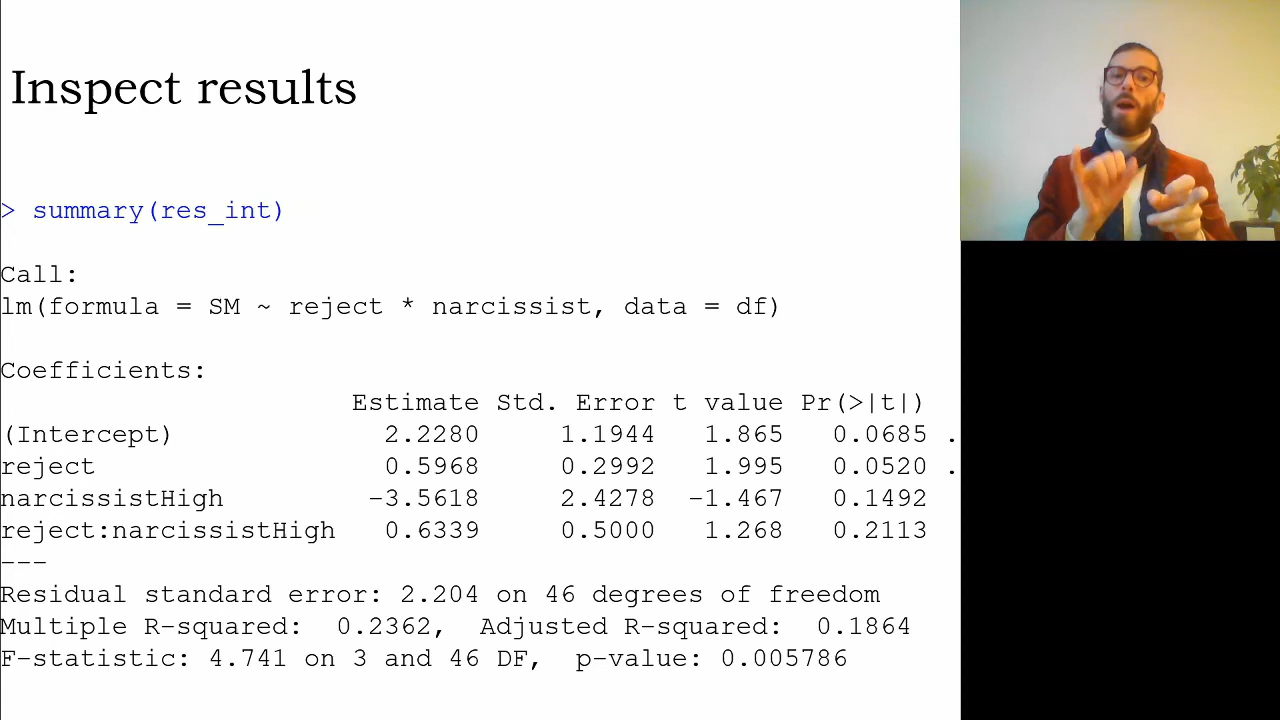 Inspect results
> summary(res_int)
Call:
lm(formula = SM ~ reject * narcissist, data = df)
Coefficients:
Estimate Std. Error t value Pr(>|t|)
(Intercept) 2.2280 1.1944 1.865 0.0685 .
reject 0.5968 0.2992 1.995 0.0520 .
narcissistHigh -3.5618 2.4278 -1.467 0.1492
reject:narcissistHigh 0.6339 0.5000 1.268 0.2113
---
Residual standard error: 2.204 on 46 degrees of freedom
Multiple R-squared: 0.2362, Adjusted R-squared: 0.1864
F-statistic: 4.741 on 3 and 46 DF, p-value: 0.005786